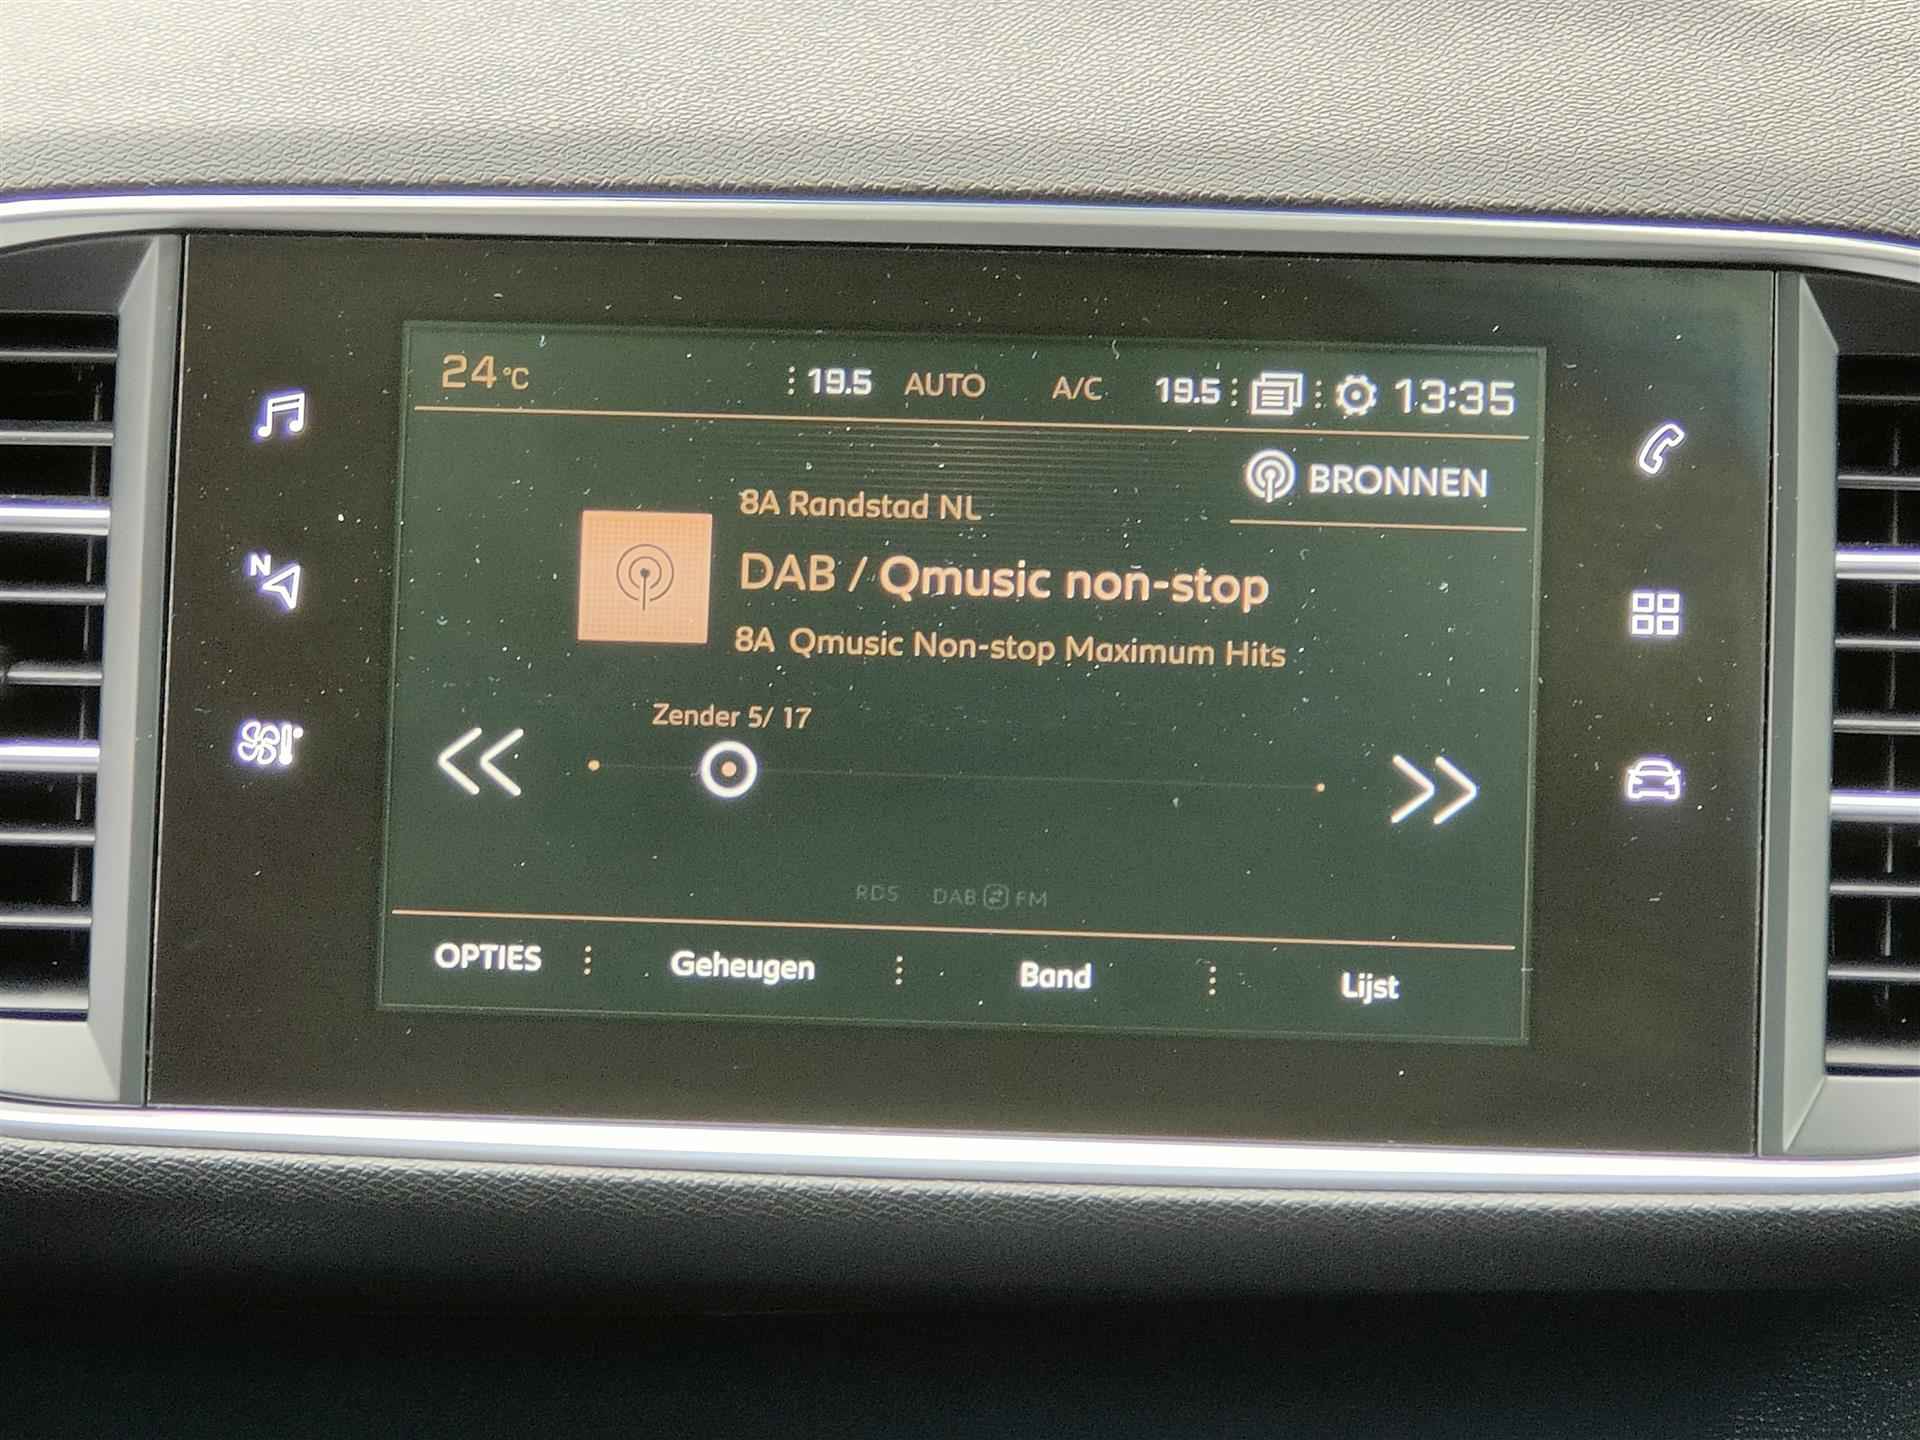 24°C 19.5 AUTO A/C 19.5 13:35
BRONNEN
8A Randstad NL
DAB / Qmusic non-stop
8A Qmusic Non-stop Maximum Hits
Zender 5/ 17
N
RDS DAB FM
OPTIES Geheugen Band Lijst